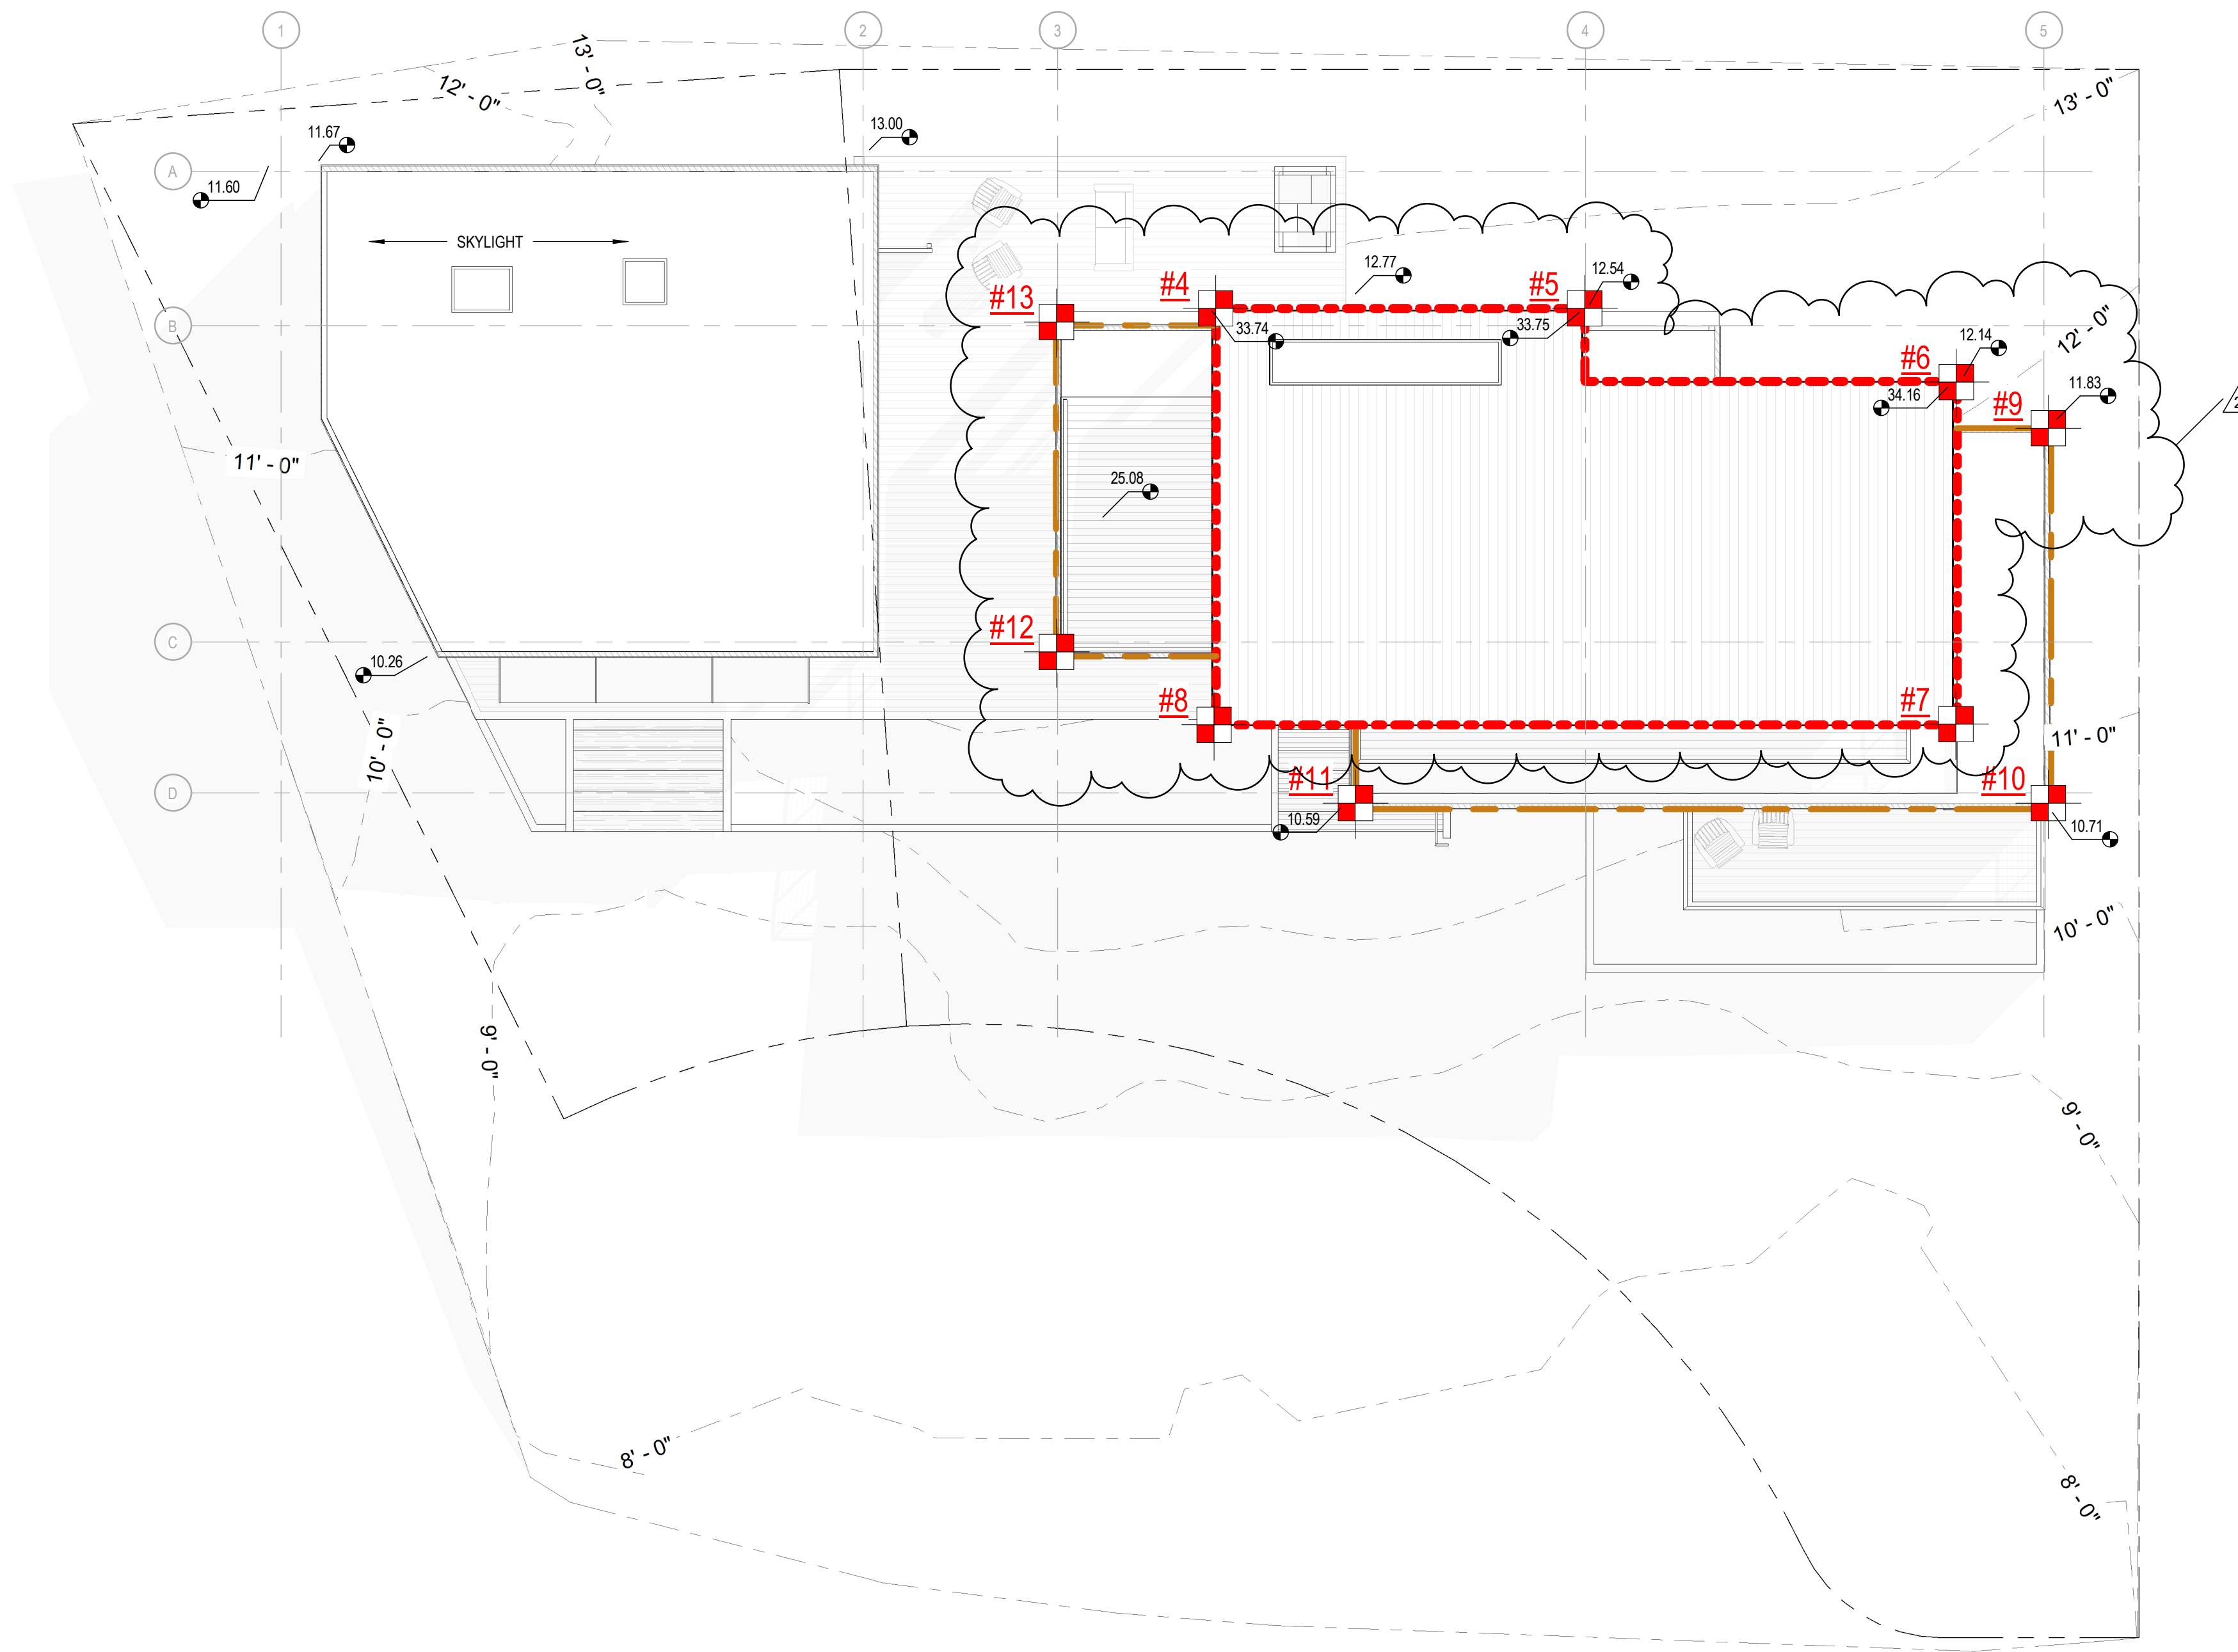 1
2
3
4
5
13' - 0"
12' - 0"
13' - 0"
13.00
11.67
A
11.60
SKYLIGHT
12.77
12.54
#4
#5
#13
B
33.74
33.75
12' - 0"
12.14
#6
11.83
34.16
#9
2
11' - 0"
25.08
#12
C
10.26
#8
#7
10' - 0"
11' - 0"
#11
#10
D
10.59
10.71
10' - 0"
9' - 0"
9' - 0"
8' - 0"
8' - 0"